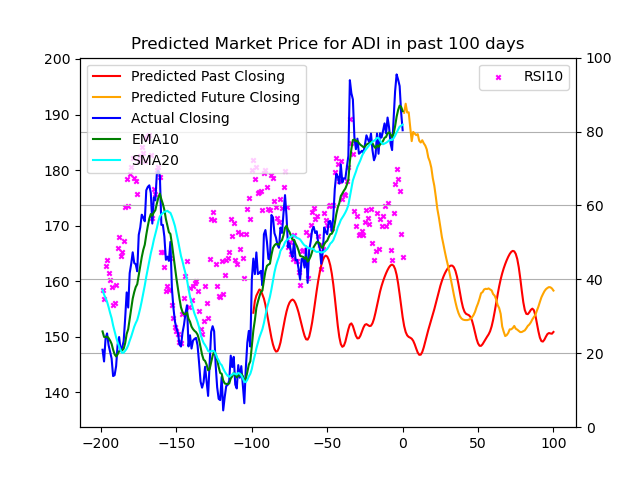 Predicted Market Price for ADI in past 100 days
Predicted Past Closing
Predicted Future Closing
Actual Closing
EMA10
SMA20
RSI10
200
190
180
170
160
150
140
100
80
60
40
20
0
−200
−150
−100
−50
0
50
100